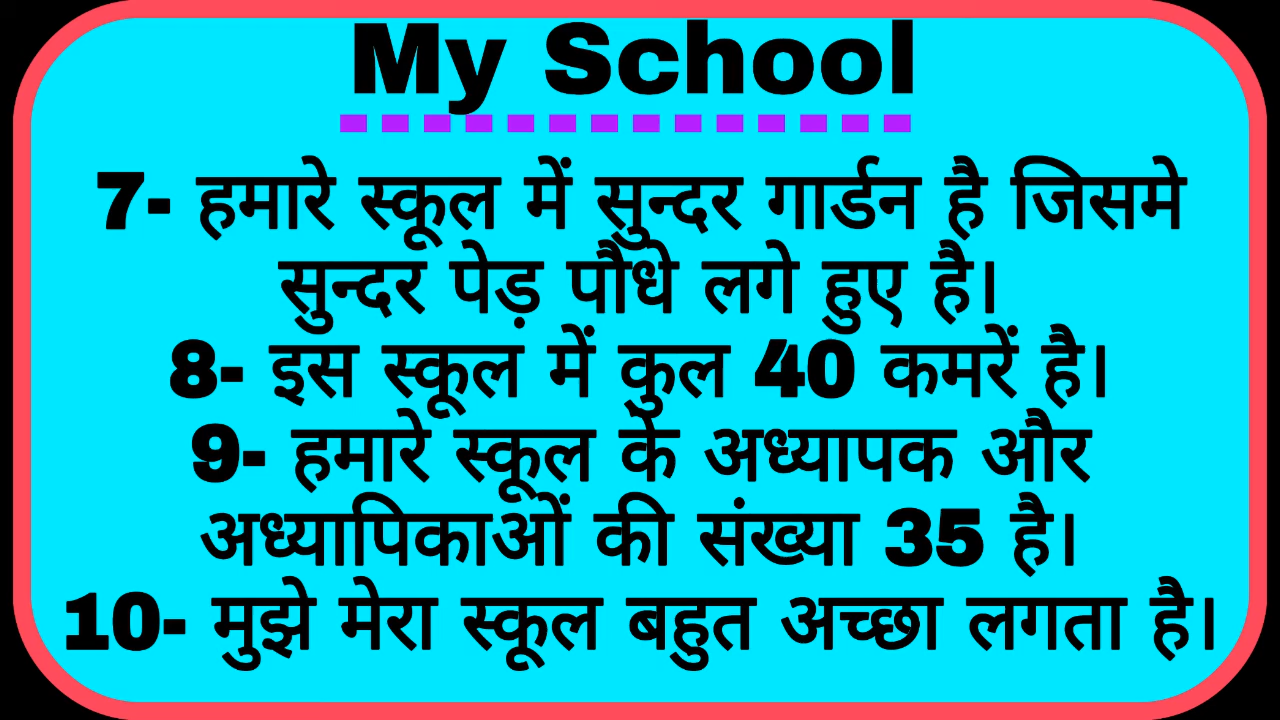 My School
7- हमारे स्कूल में सुन्दर गार्डन है जिसमे
सुन्दर पेड़ पौधे लगे हुए है।
8- इस स्कूल में कुल 40 कमरें है।
9- हमारे स्कूल के अध्यापक और
अध्यापिकाओं की संख्या 35 है।
10- मुझे मेरा स्कूल बहुत अच्छा लगता है।